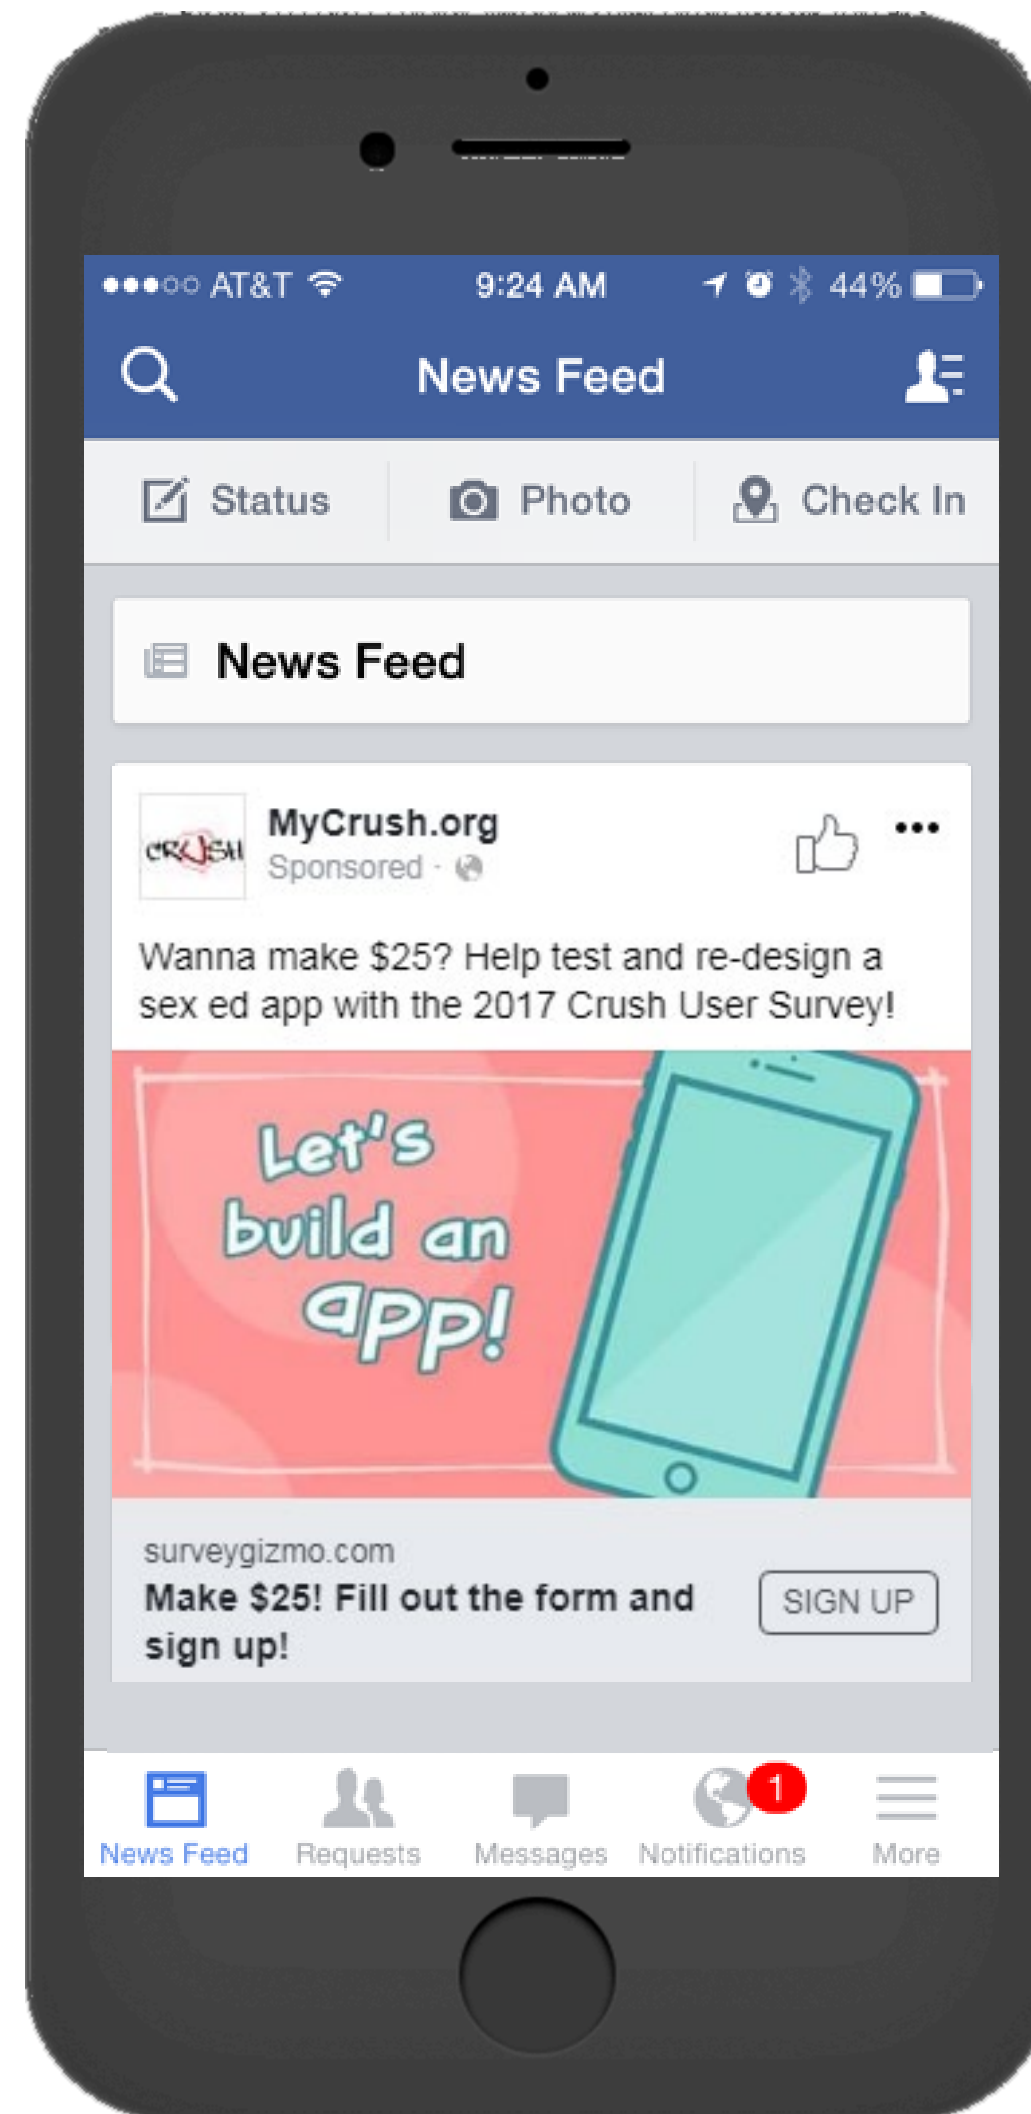 AT&T 9:24 AM 44%
News Feed
Status Photo Check In
News Feed
CRUSH
MyCrush.org
Sponsored ·
Wanna make $25? Help test and re-design a
sex ed app with the 2017 Crush User Survey!
Let's
build an
app!
surveygizmo.com
Make $25! Fill out the form and
sign up!
SIGN UP
1
News Feed Requests Messages Notifications More